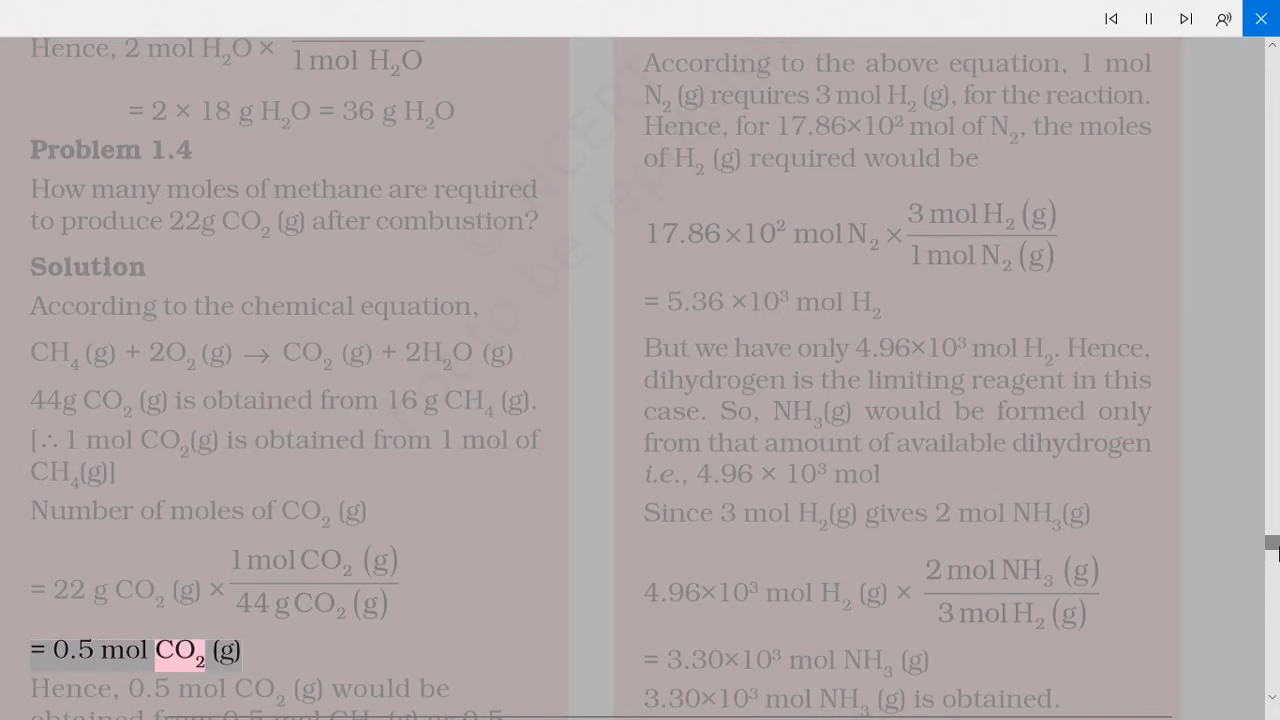 Hence, 2 mol H₂O ×
1 mol H₂O
= 2 × 18 g H₂O = 36 g H₂O
Problem 1.4
How many moles of methane are required
to produce 22g CO₂ (g) after combustion?
Solution
According to the chemical equation,
CH₄ (g) + 2O₂ (g) → CO₂ (g) + 2H₂O (g)
44g CO₂ (g) is obtained from 16 g CH₄ (g).
[∴ 1 mol CO₂(g) is obtained from 1 mol of
CH₄(g)]
Number of moles of CO₂ (g)
1 mol CO₂ (g)
= 22 g CO₂ (g) ×
44 g CO₂ (g)
= 0.5 mol CO₂ (g)
Hence, 0.5 mol CO₂ (g) would be
obtained from 0.5 mol CH₄ (g) or 0.5
According to the above equation, 1 mol
N₂ (g) requires 3 mol H₂ (g), for the reaction.
Hence, for 17.86×10² mol of N₂, the moles
of H₂ (g) required would be
3 mol H₂ (g)
17.86 ×10² mol N₂ ×
1 mol N₂ (g)
= 5.36 ×10³ mol H₂
But we have only 4.96×10³ mol H₂. Hence,
dihydrogen is the limiting reagent in this
case. So, NH₃(g) would be formed only
from that amount of available dihydrogen
i.e., 4.96 × 10³ mol
Since 3 mol H₂(g) gives 2 mol NH₃(g)
2 mol NH₃ (g)
4.96×10³ mol H₂ (g) ×
3 mol H₂ (g)
= 3.30×10³ mol NH₃ (g)
3.30×10³ mol NH₃ (g) is obtained.